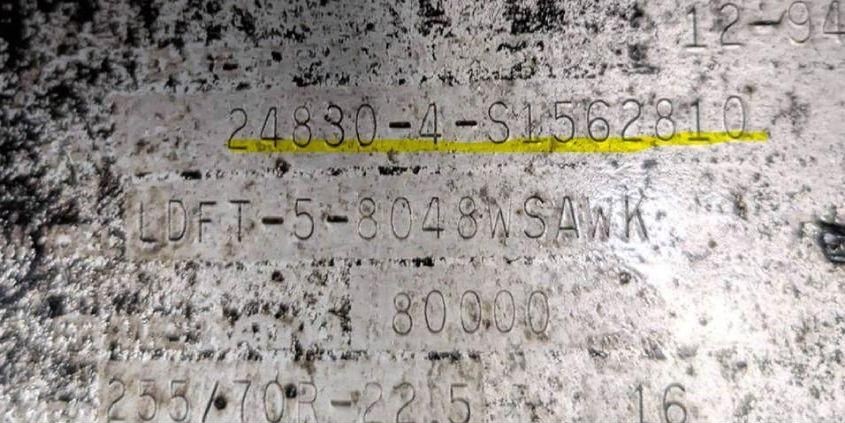 12-94
24830-4-S1562810
LDFT-5-8048WSAWK
80000
255/70R-22.5 16